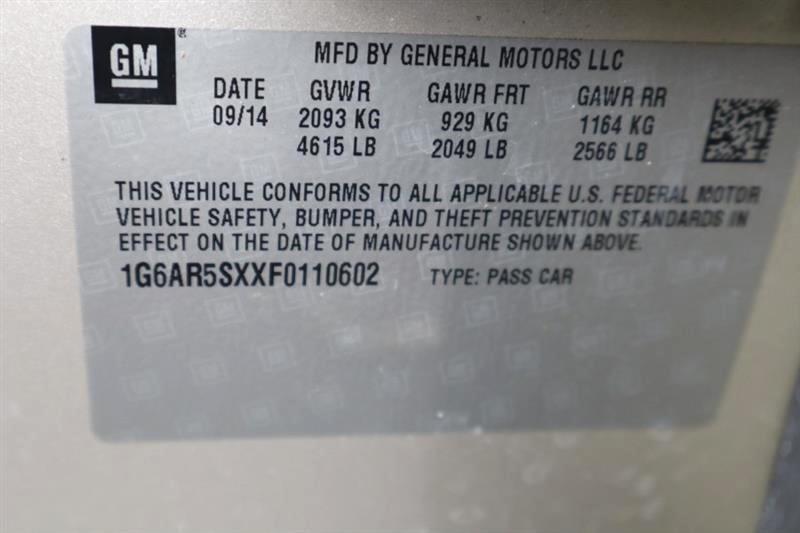 GM®
MFD BY GENERAL MOTORS LLC
DATE GVWR GAWR FRT GAWR RR
09/14 2093 KG 929 KG 1164 KG
4615 LB 2049 LB 2566 LB
THIS VEHICLE CONFORMS TO ALL APPLICABLE U.S. FEDERAL MOTOR
VEHICLE SAFETY, BUMPER, AND THEFT PREVENTION STANDARDS IN
EFFECT ON THE DATE OF MANUFACTURE SHOWN ABOVE.
1G6AR5SXXF0110602 TYPE: PASS CAR